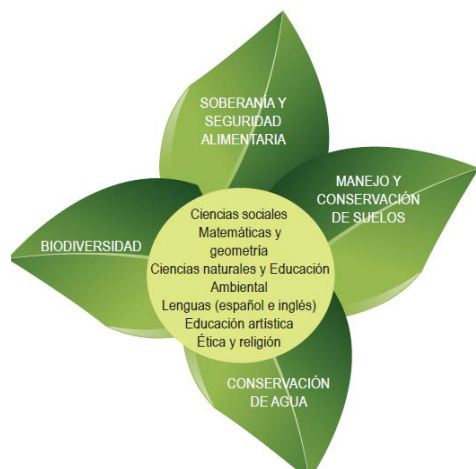 SOBERANÍA Y
SEGURIDAD
ALIMENTARIA
MANEJO Y
CONSERVACIÓN
DE SUELOS
BIODIVERSIDAD
Ciencias sociales
Matemáticas y
geometría
Ciencias naturales y Educación
Ambiental
Lenguas (español e inglés)
Educación artística
Ética y religión
CONSERVACIÓN
DE AGUA